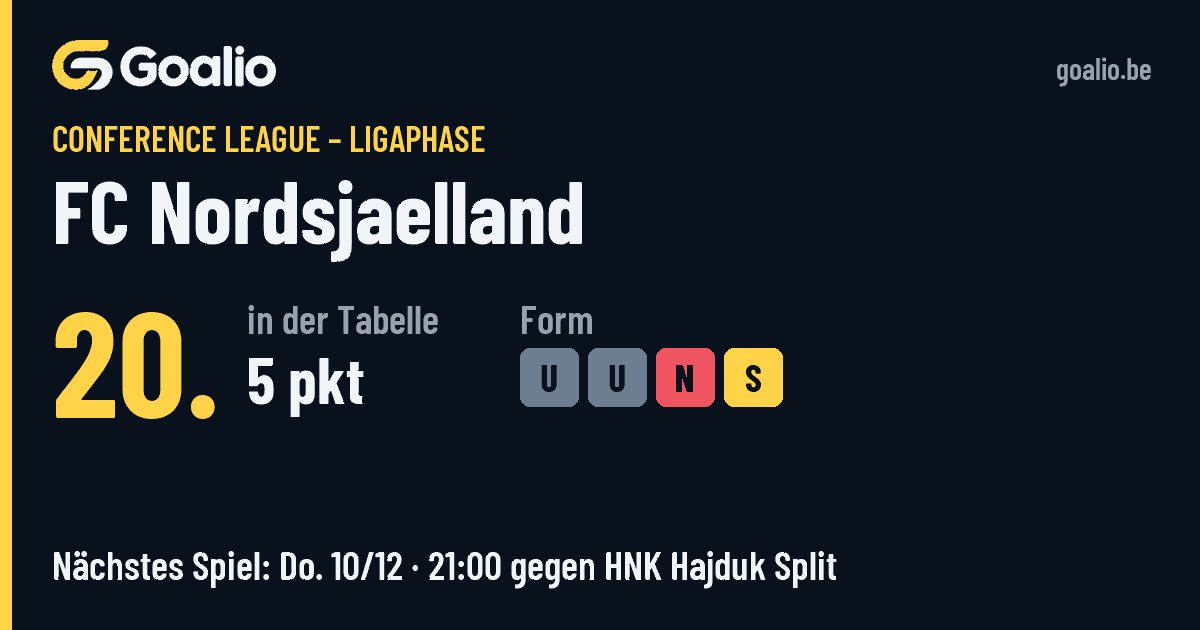 Goalio
goalio.be
CONFERENCE LEAGUE – LIGAPHASE
FC Nordsjaelland
20.
in der Tabelle
5 pkt
Form
U U N S
Nächstes Spiel: Do. 10/12 · 21:00 gegen HNK Hajduk Split